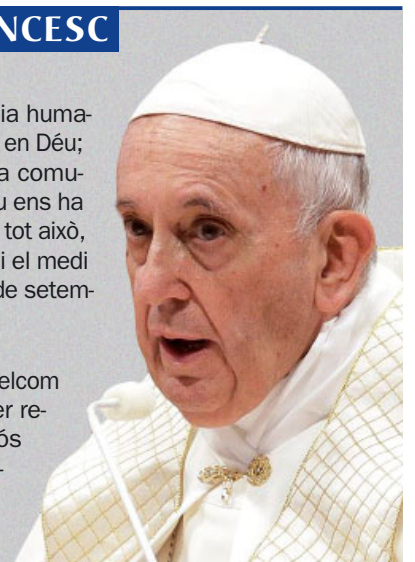 NCESC
ia huma-
en Déu;
a comu-
u ens ha
tot això,
i el medi
de setem-
elcom
er re-
ós
-